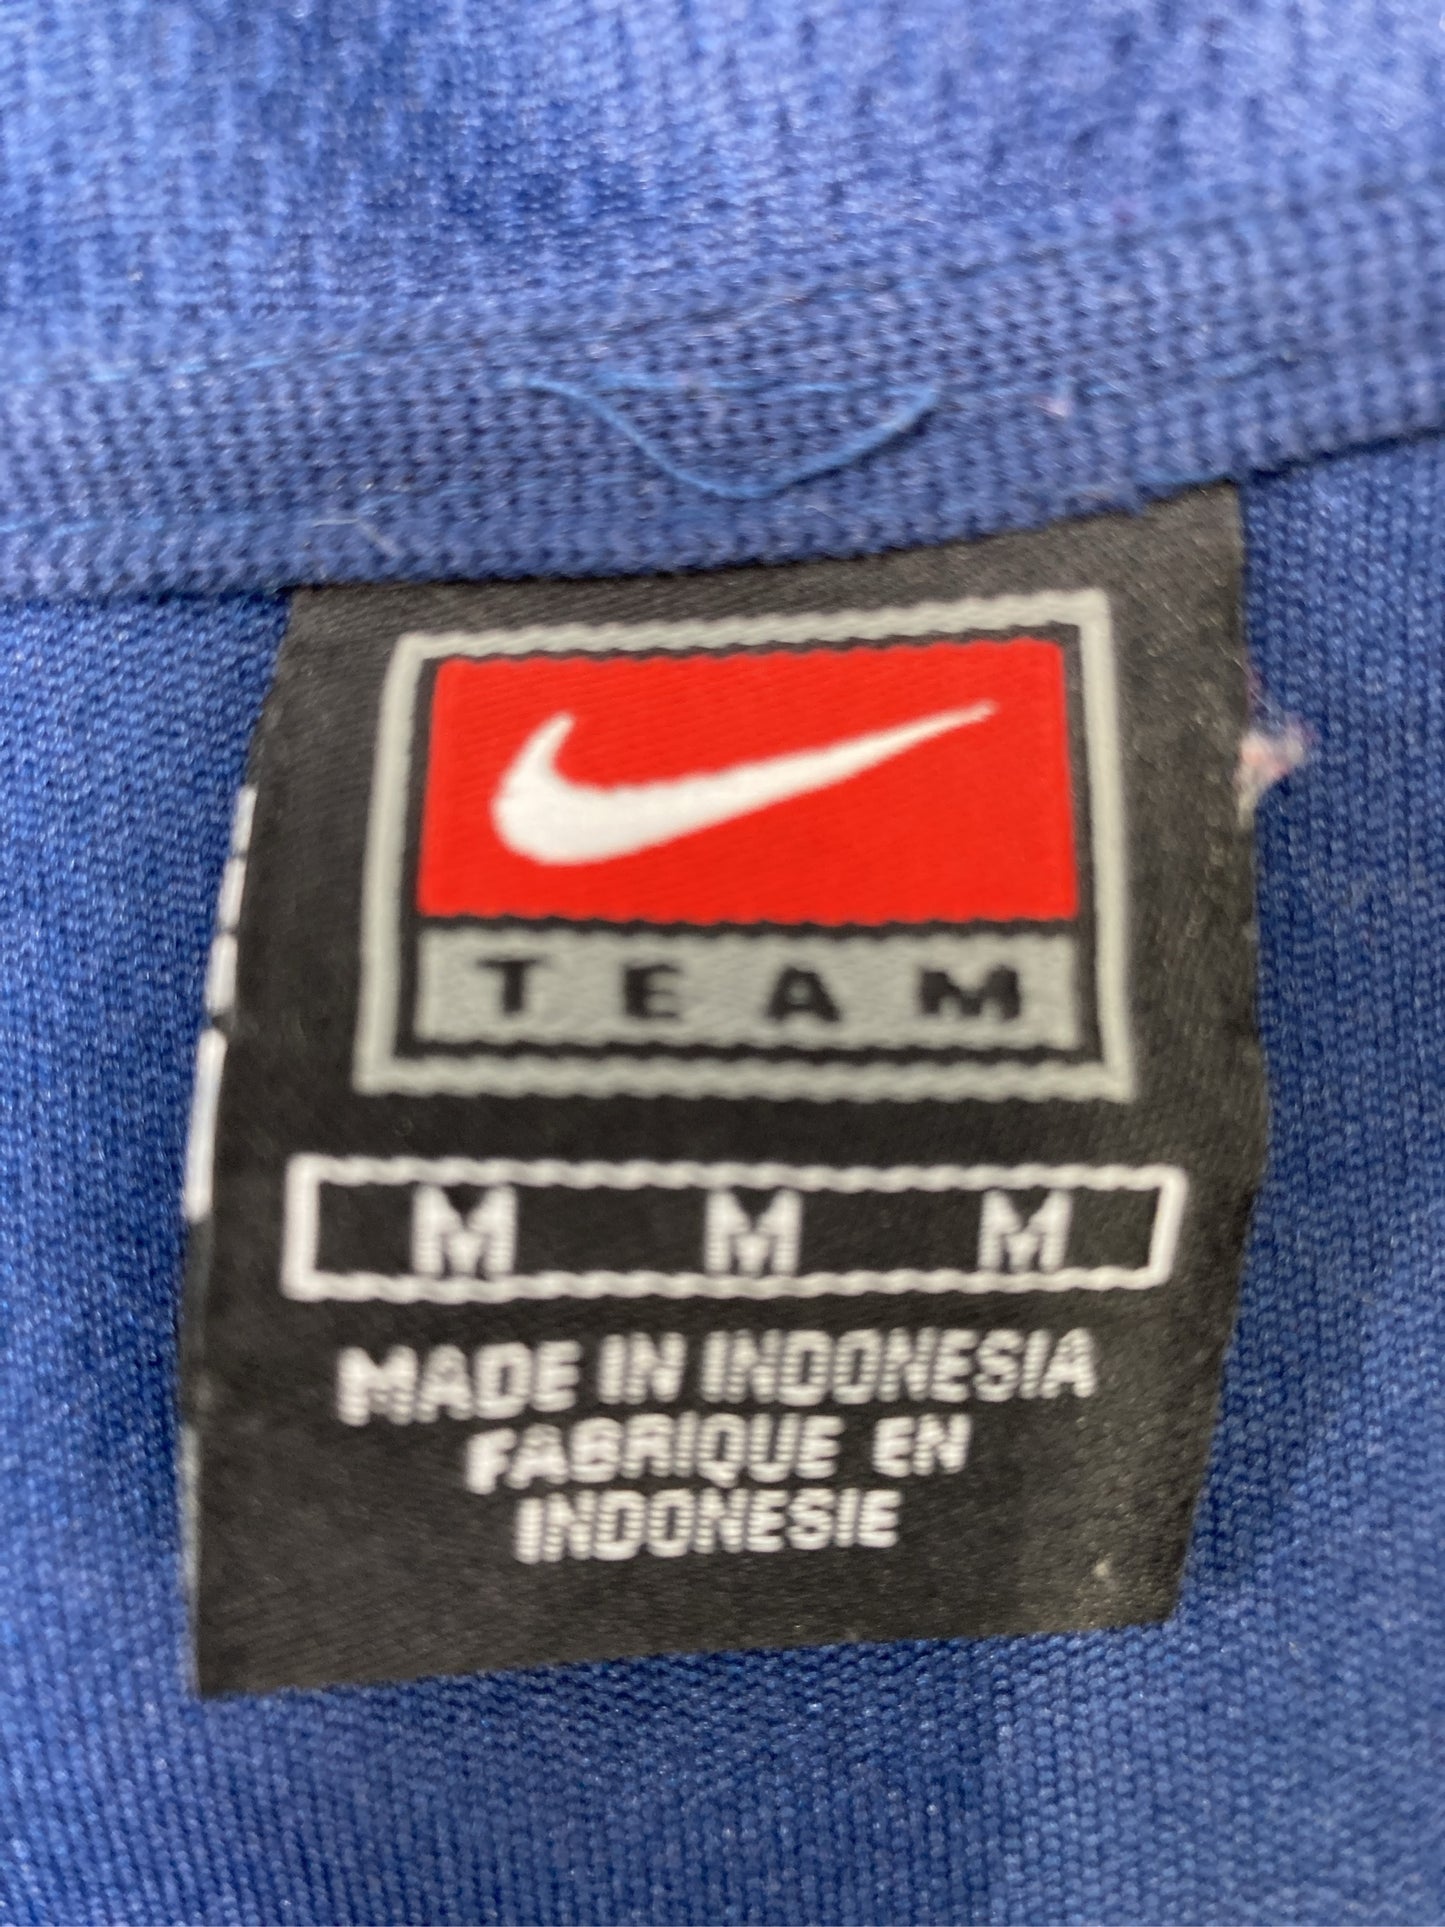 TEAM
M M M
MADE IN INDONESIA
FABRIQUE EN
INDONESIE